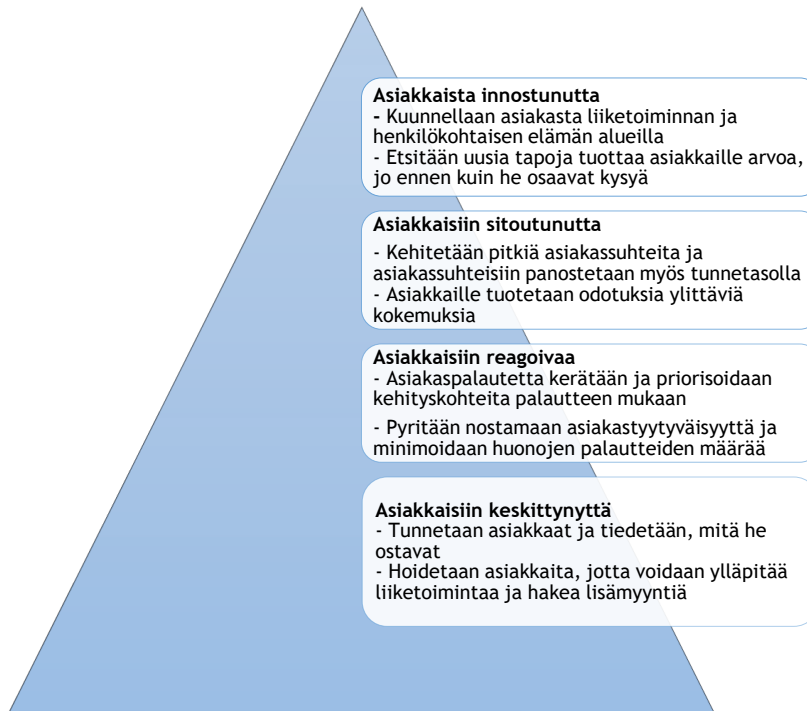 Asiakkaista innostunutta
- Kuunnellaan asiakasta liiketoiminnan ja
henkilökohtaisen elämän alueilla
- Etsitään uusia tapoja tuottaa asiakkaille arvoa,
jo ennen kuin he osaavat kysyä
Asiakkaisiin sitoutunutta
- Kehitetään pitkiä asiakassuhteita ja
asiakassuhteisiin panostetaan myös tunnetasolla
- Asiakkaille tuotetaan odotuksia ylittäviä
kokemuksia
Asiakkaisiin reagoivaa
- Asiakaspalautetta kerätään ja priorisoidaan
kehityskohteita palautteen mukaan
- Pyritään nostamaan asiakastyytyväisyyttä ja
minimoidaan huonojen palautteiden määrää
Asiakkaisiin keskittynyttä
- Tunnetaan asiakkaat ja tiedetään, mitä he
ostavat
- Hoidetaan asiakkaita, jotta voidaan ylläpitää
liiketoimintaa ja hakea lisämyyntiä